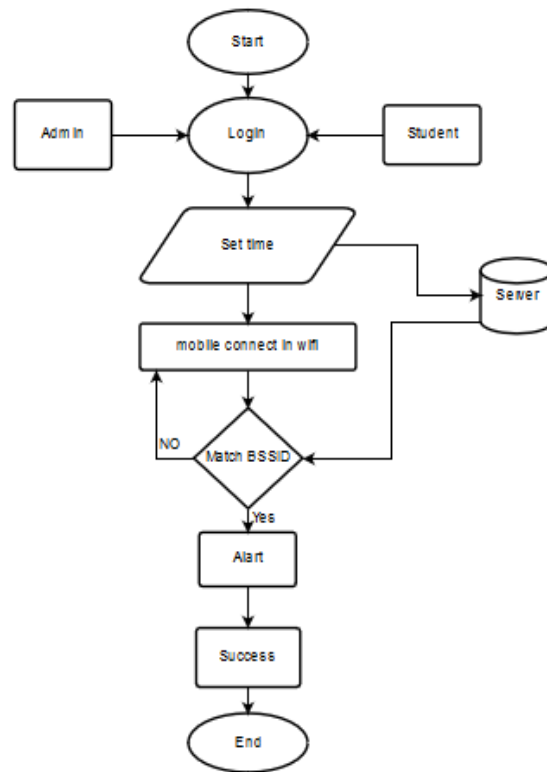 Start
Admin
Login
Student
Set time
Server
mobile connect in wifi
NO
Match BSSID
Yes
Alart
Success
End